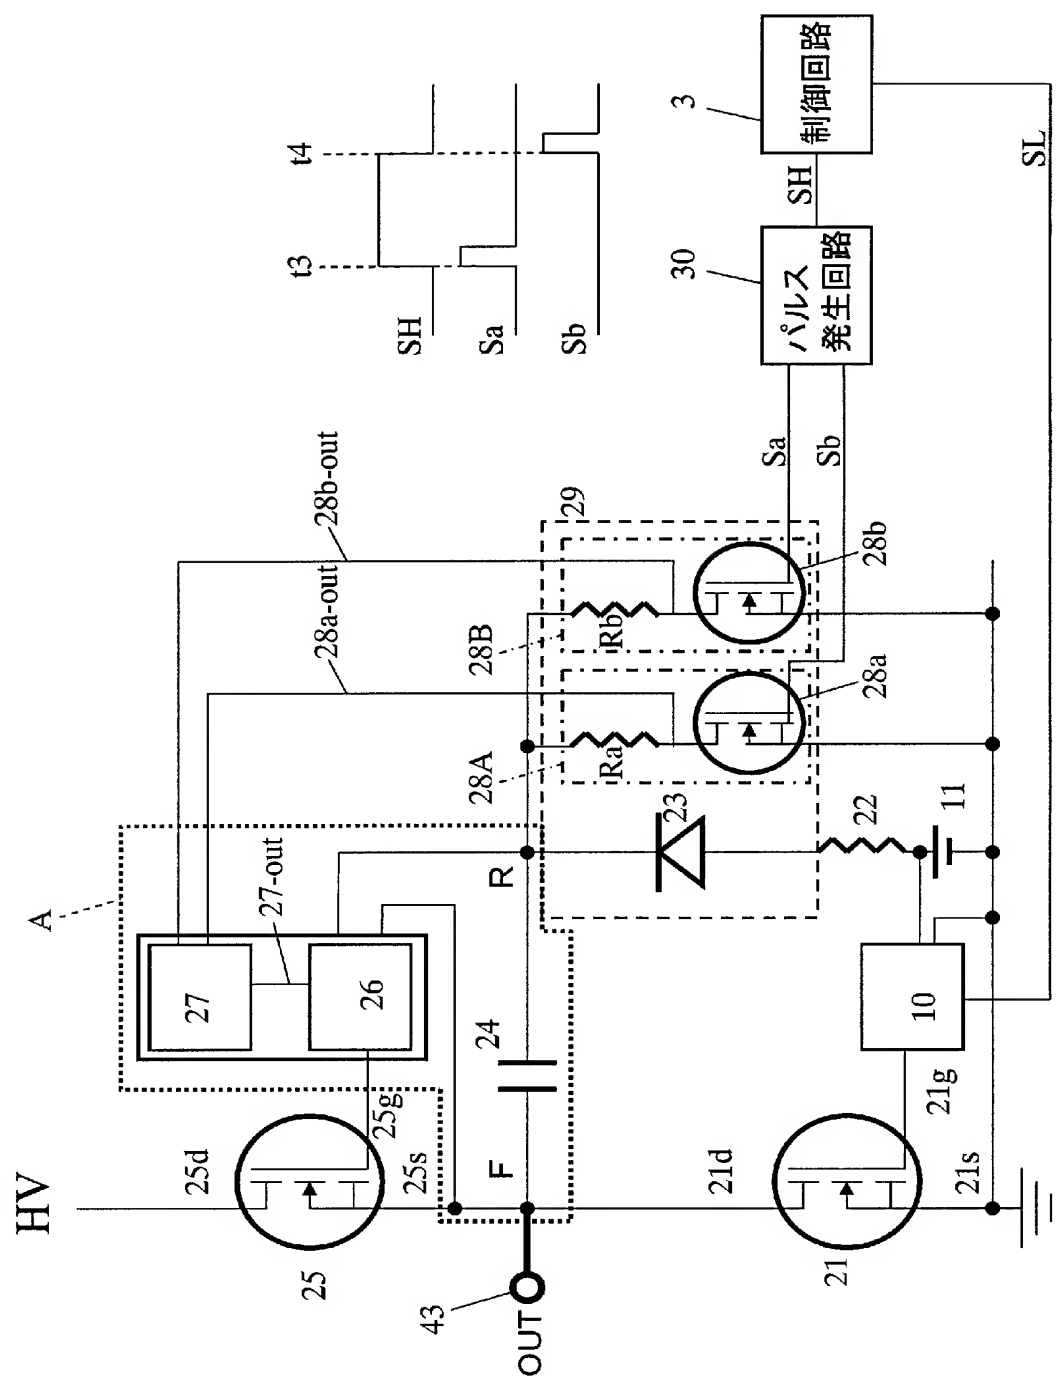 HV
A
25d
25
25g
25s
27
27-out
26
28a-out
28b-out
SH
Sa
Sb
t3
t4
43
OUT
F
24
R
28A
28B
29
Ra
Rb
23
28a
28b
Sa
Sb
30
パルス
発生回路
SH
3
制御回路
SL
21d
21
21g
21s
10
22
11